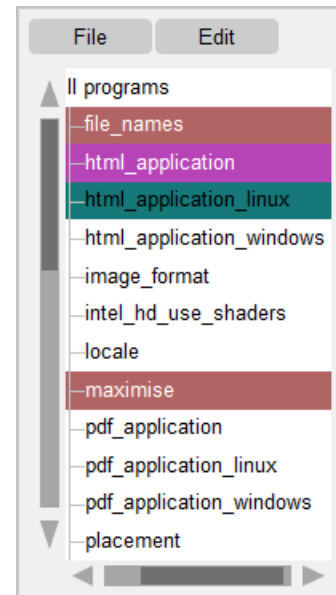 File Edit
ll programs
file_names
html_application
html_application_linux
html_application_windows
image_format
intel_hd_use_shaders
locale
maximise
pdf_application
pdf_application_linux
pdf_application_windows
placement